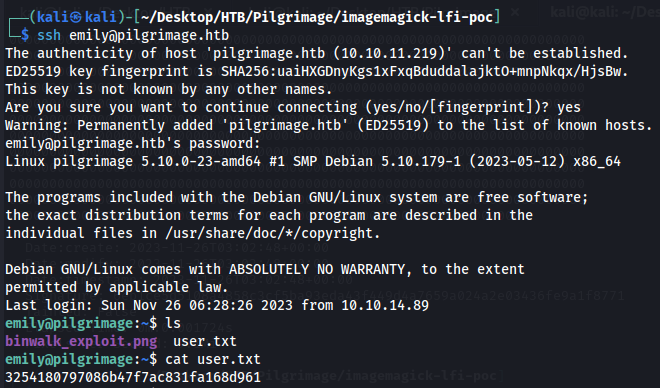 ┌──(kali㉿kali)-[~/Desktop/HTB/Pilgrimage/imagemagick-lfi-poc]
└─$ ssh emily@pilgrimage.htb
The authenticity of host 'pilgrimage.htb (10.10.11.219)' can't be established.
ED25519 key fingerprint is SHA256:uaiHXGDnyKgs1xFxqBduddalajktO+mnpNkqx/HjsBw.
This key is not known by any other names.
Are you sure you want to continue connecting (yes/no/[fingerprint])? yes
Warning: Permanently added 'pilgrimage.htb' (ED25519) to the list of known hosts.
emily@pilgrimage.htb's password:
Linux pilgrimage 5.10.0-23-amd64 #1 SMP Debian 5.10.179-1 (2023-05-12) x86_64

The programs included with the Debian GNU/Linux system are free software;
the exact distribution terms for each program are described in the
individual files in /usr/share/doc/*/copyright.

Debian GNU/Linux comes with ABSOLUTELY NO WARRANTY, to the extent
permitted by applicable law.
Last login: Sun Nov 26 06:28:26 2023 from 10.10.14.89
emily@pilgrimage:~$ ls
binwalk_exploit.png  user.txt
emily@pilgrimage:~$ cat user.txt
3254180797086b47f7ac831fa168d961